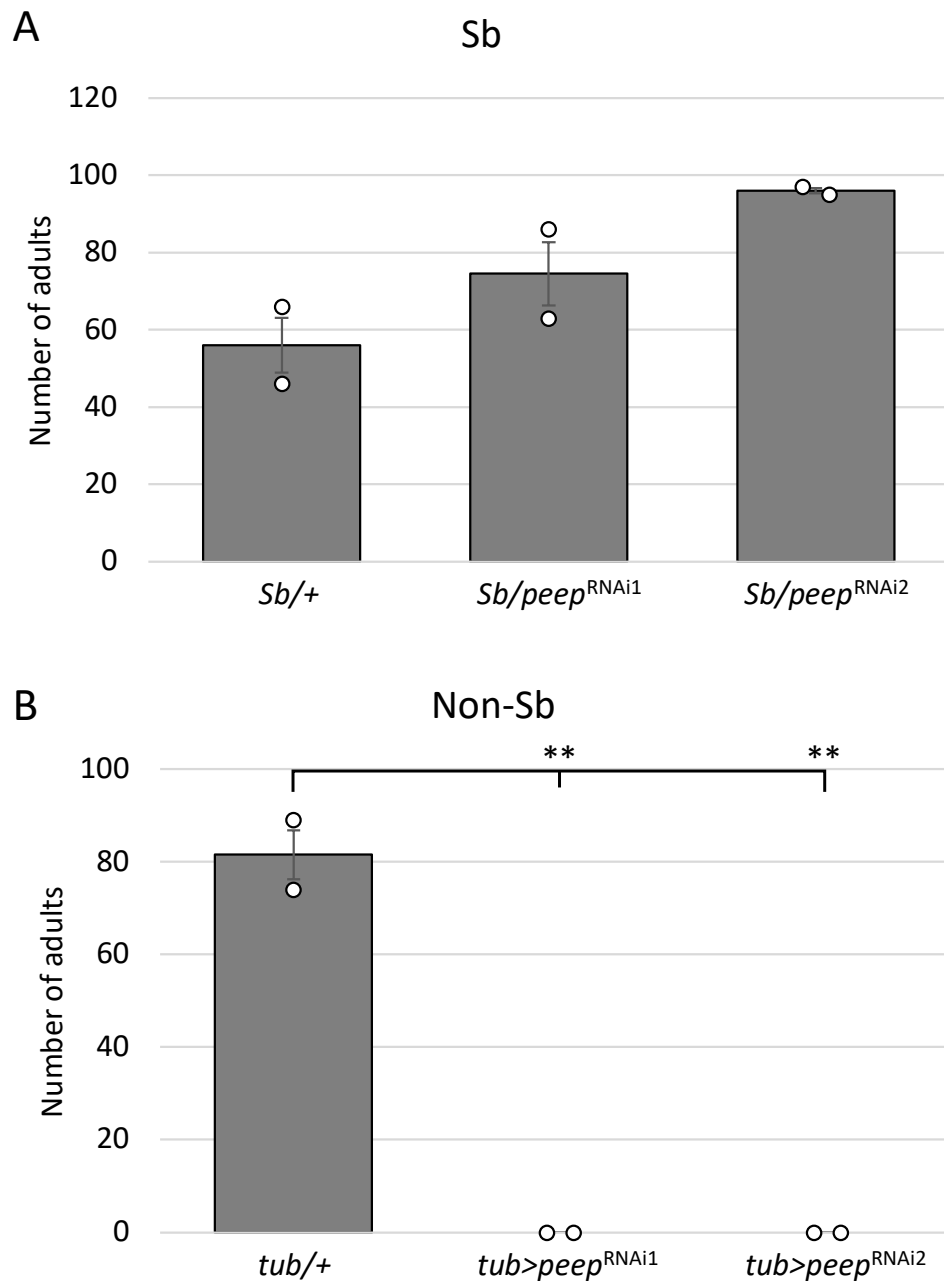 A
Sb
120
100
80
60
40
20
0
Number of adults
Sb/+ Sb/peepRNAi1 Sb/peepRNAi2
B
Non-Sb
** **
100
80
60
40
20
0
Number of adults
tub/+ tub>peepRNAi1 tub>peepRNAi2